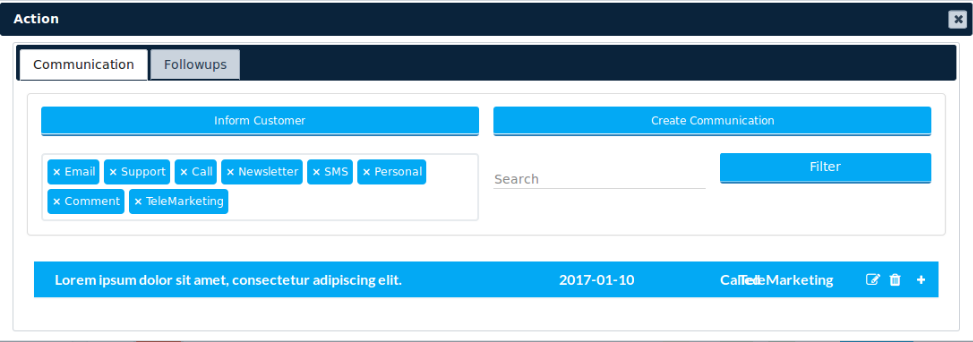 Action
Communication Followups
Inform Customer Create Communication
× Email × Support × Call × Newsletter × SMS × Personal
Search Filter
× Comment × TeleMarketing
Lorem ipsum dolor sit amet, consectetur adipiscing elit. 2017-01-10 TeleMarketing